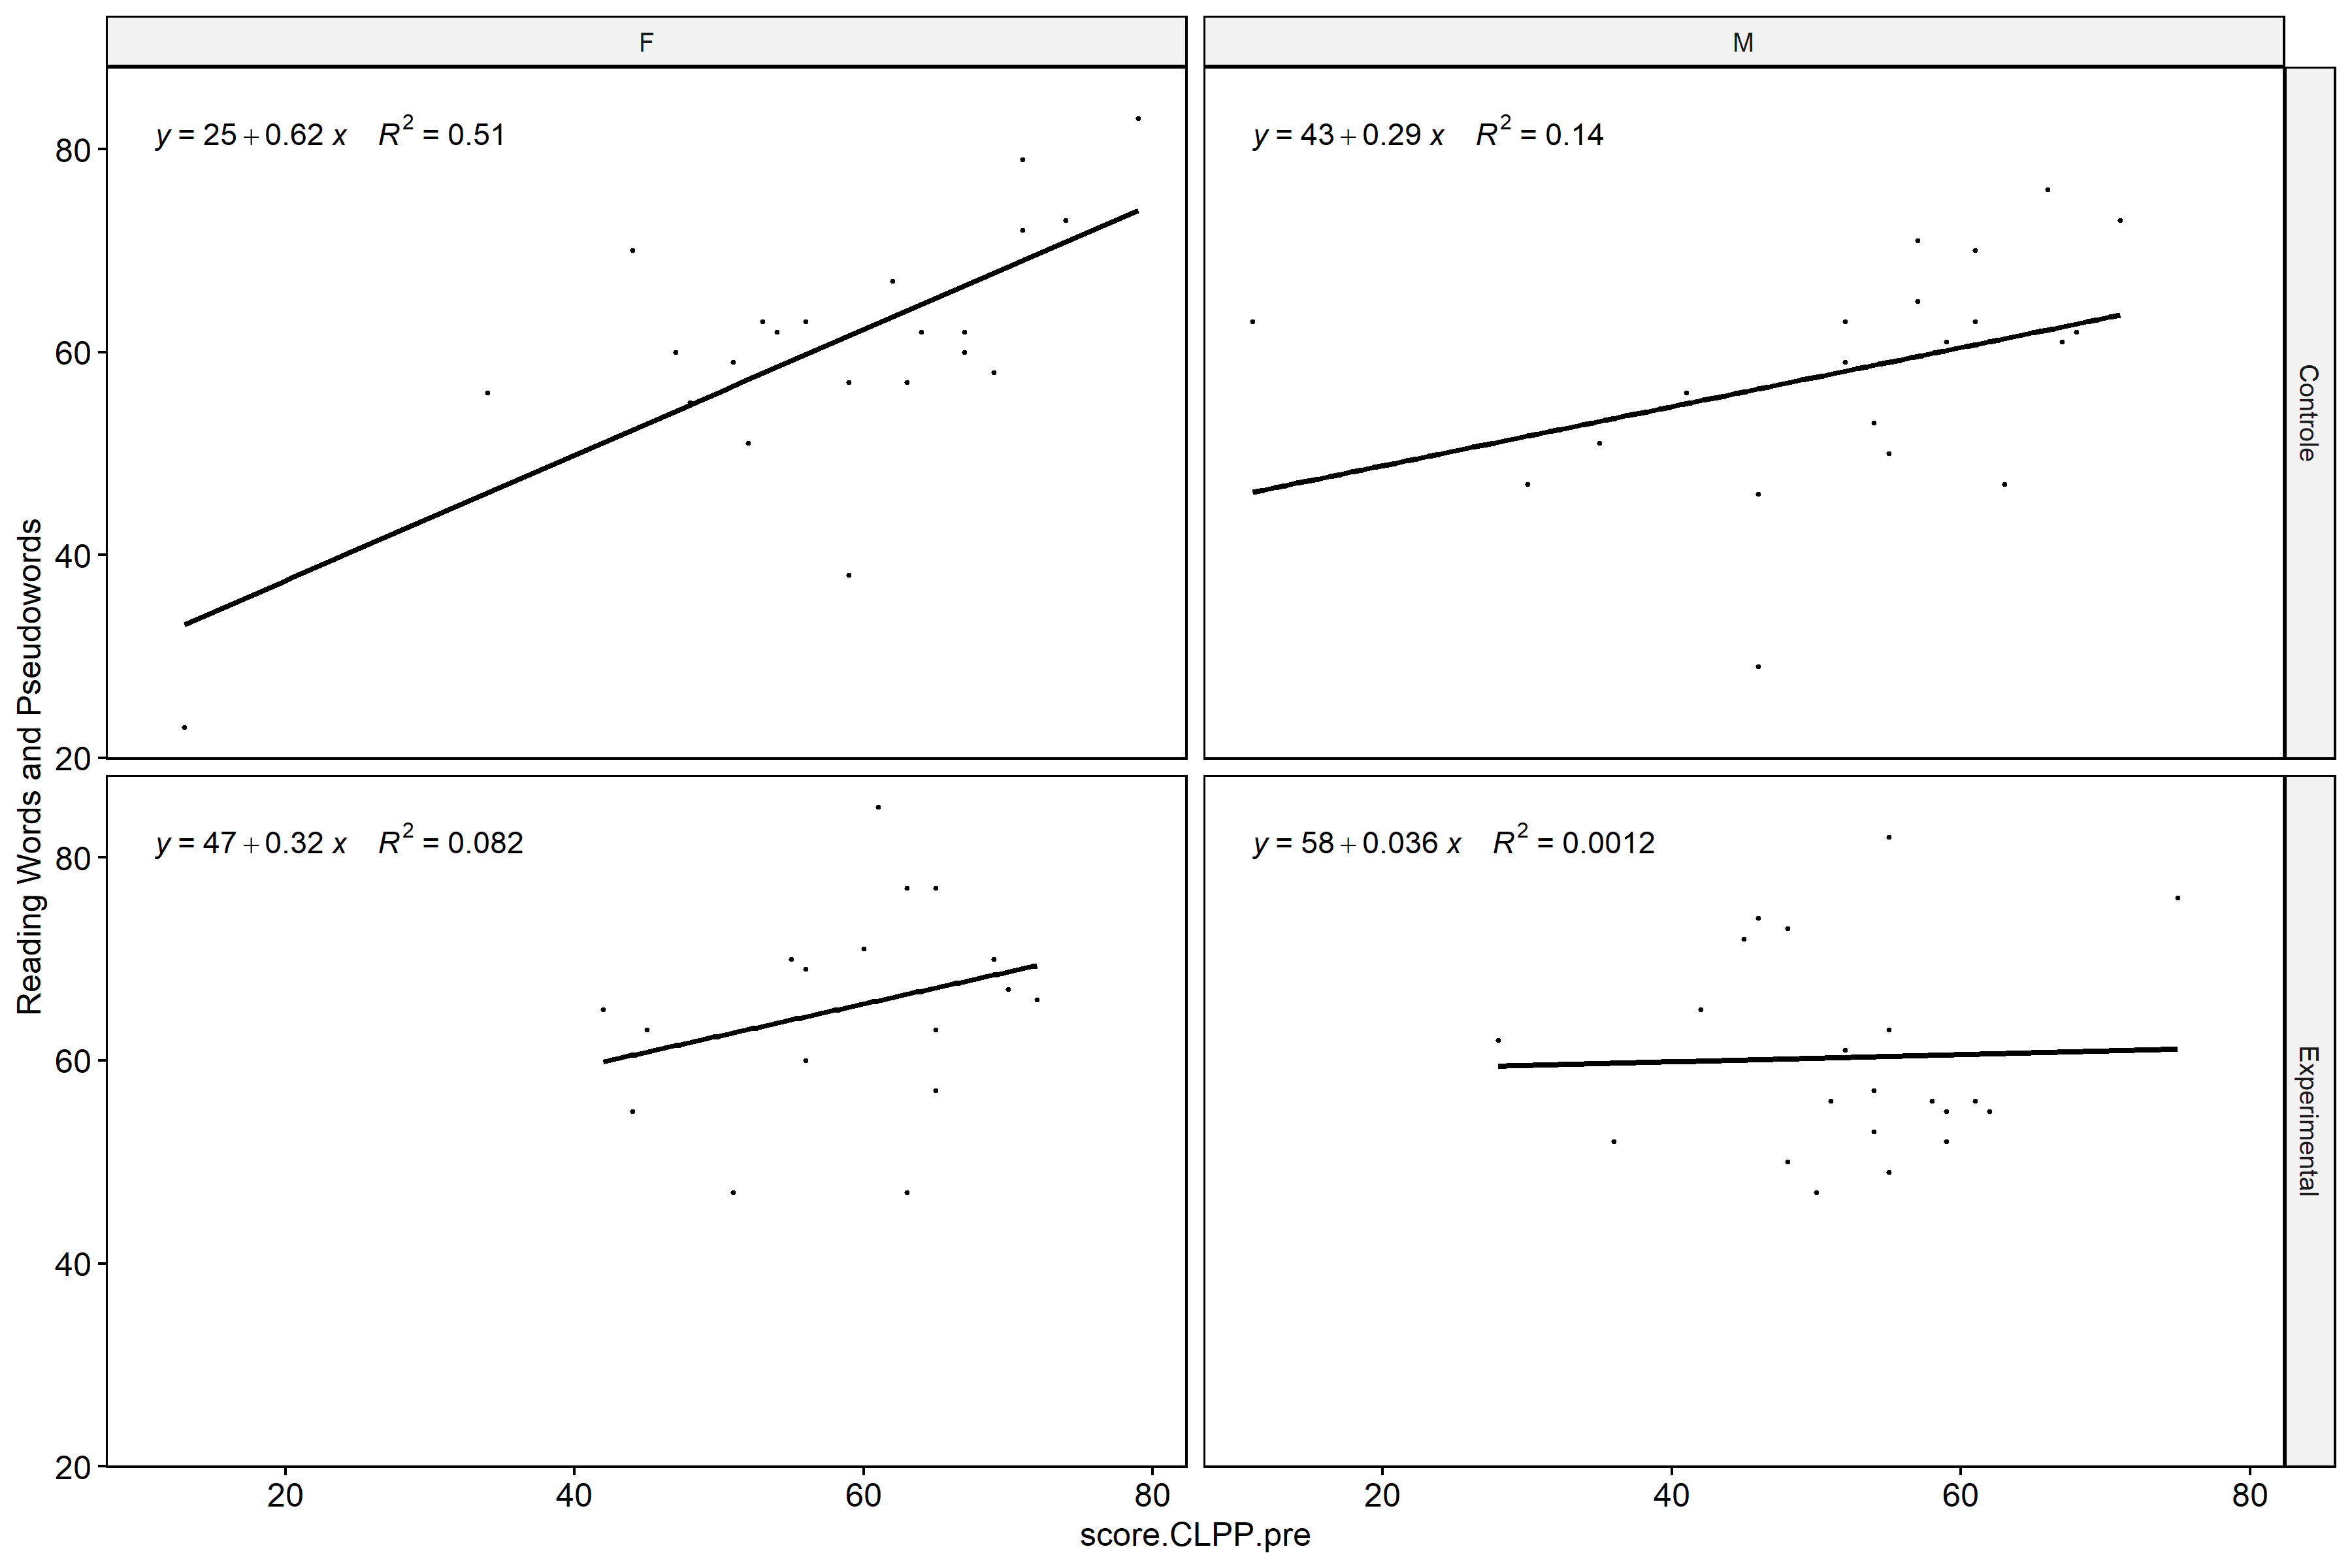 F
M
y = 25 + 0.62 x R² = 0.51
y = 43 + 0.29 x R² = 0.14
80
60
40
20
Controle
y = 47 + 0.32 x R² = 0.082
y = 58 + 0.036 x R² = 0.0012
80
60
40
20
Experimental
Reading Words and Pseudowords
20 40 60 80 20 40 60 80
score.CLPP.pre